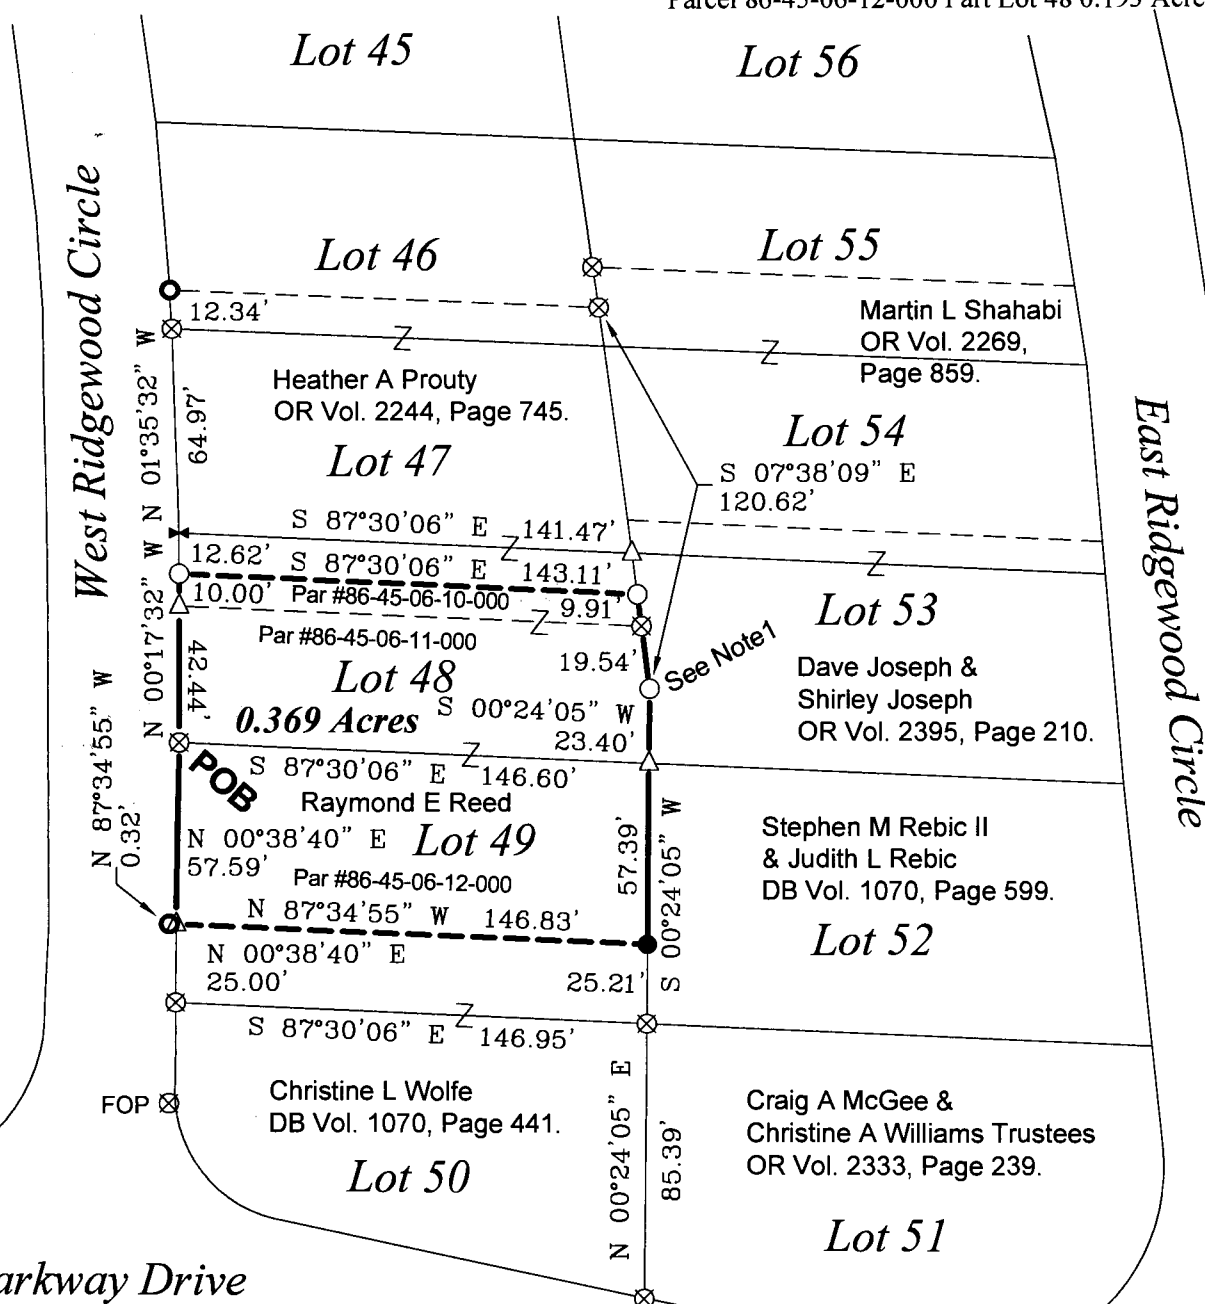 Lot 45
Lot 56
West Ridgewood Circle
Lot 46
Lot 55
12.34'
Martin L Shahabi
OR Vol. 2269,
Page 859.
N 01°35'32" W
64.97'
Heather A Prouty
OR Vol. 2244, Page 745.
Lot 47
Lot 54
S 07°38'09" E
120.62'
East Ridgewood Circle
S 87°30'06" E 141.47'
12.62'
S 87°30'06" E 143.11'
10.00'
Par #86-45-06-10-000
9.91'
Par #86-45-06-11-000
N 00°17'32" W
42.44'
Lot 48
19.54'
See Note1
Lot 53
Dave Joseph &
Shirley Joseph
OR Vol. 2395, Page 210.
0.369 Acres
S 00°24'05" W
23.40'
POB
S 87°30'06" E 146.60'
Raymond E Reed
N 87°34'55" W
0.32'
N 00°38'40" E
57.59'
Lot 49
Par #86-45-06-12-000
57.39'
S 00°24'05" W
Stephen M Rebic II
& Judith L Rebic
DB Vol. 1070, Page 599.
Lot 52
N 87°34'55" W 146.83'
N 00°38'40" E
25.00'
25.21'
S 87°30'06" E 146.95'
FOP
Christine L Wolfe
DB Vol. 1070, Page 441.
Lot 50
N 00°24'05" E
85.39'
Craig A McGee &
Christine A Williams Trustees
OR Vol. 2333, Page 239.
Lot 51
arkway Drive